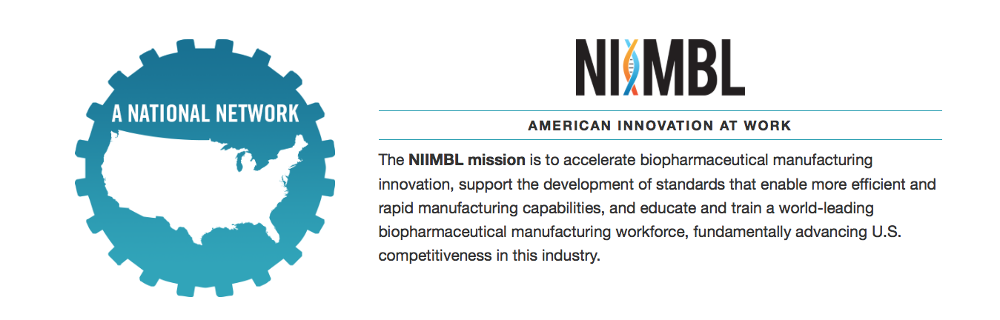 A NATIONAL NETWORK
NIIMBL
AMERICAN INNOVATION AT WORK
The NIIMBL mission is to accelerate biopharmaceutical manufacturing
innovation, support the development of standards that enable more efficient and
rapid manufacturing capabilities, and educate and train a world-leading
biopharmaceutical manufacturing workforce, fundamentally advancing U.S.
competitiveness in this industry.